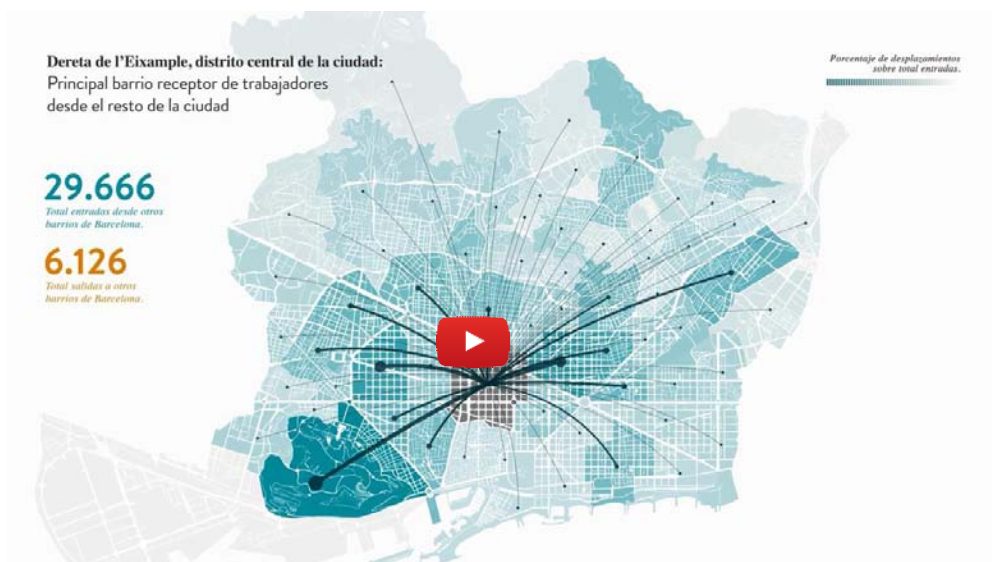 Dereta de l'Eixample, distrito central de la ciudad:
Principal barrio receptor de trabajadores
desde el resto de la ciudad
Porcentaje de desplazamientos
sobre total entradas.
29.666
Total entradas desde otros
barrios de Barcelona.
6.126
Total salidas a otros
barrios de Barcelona.